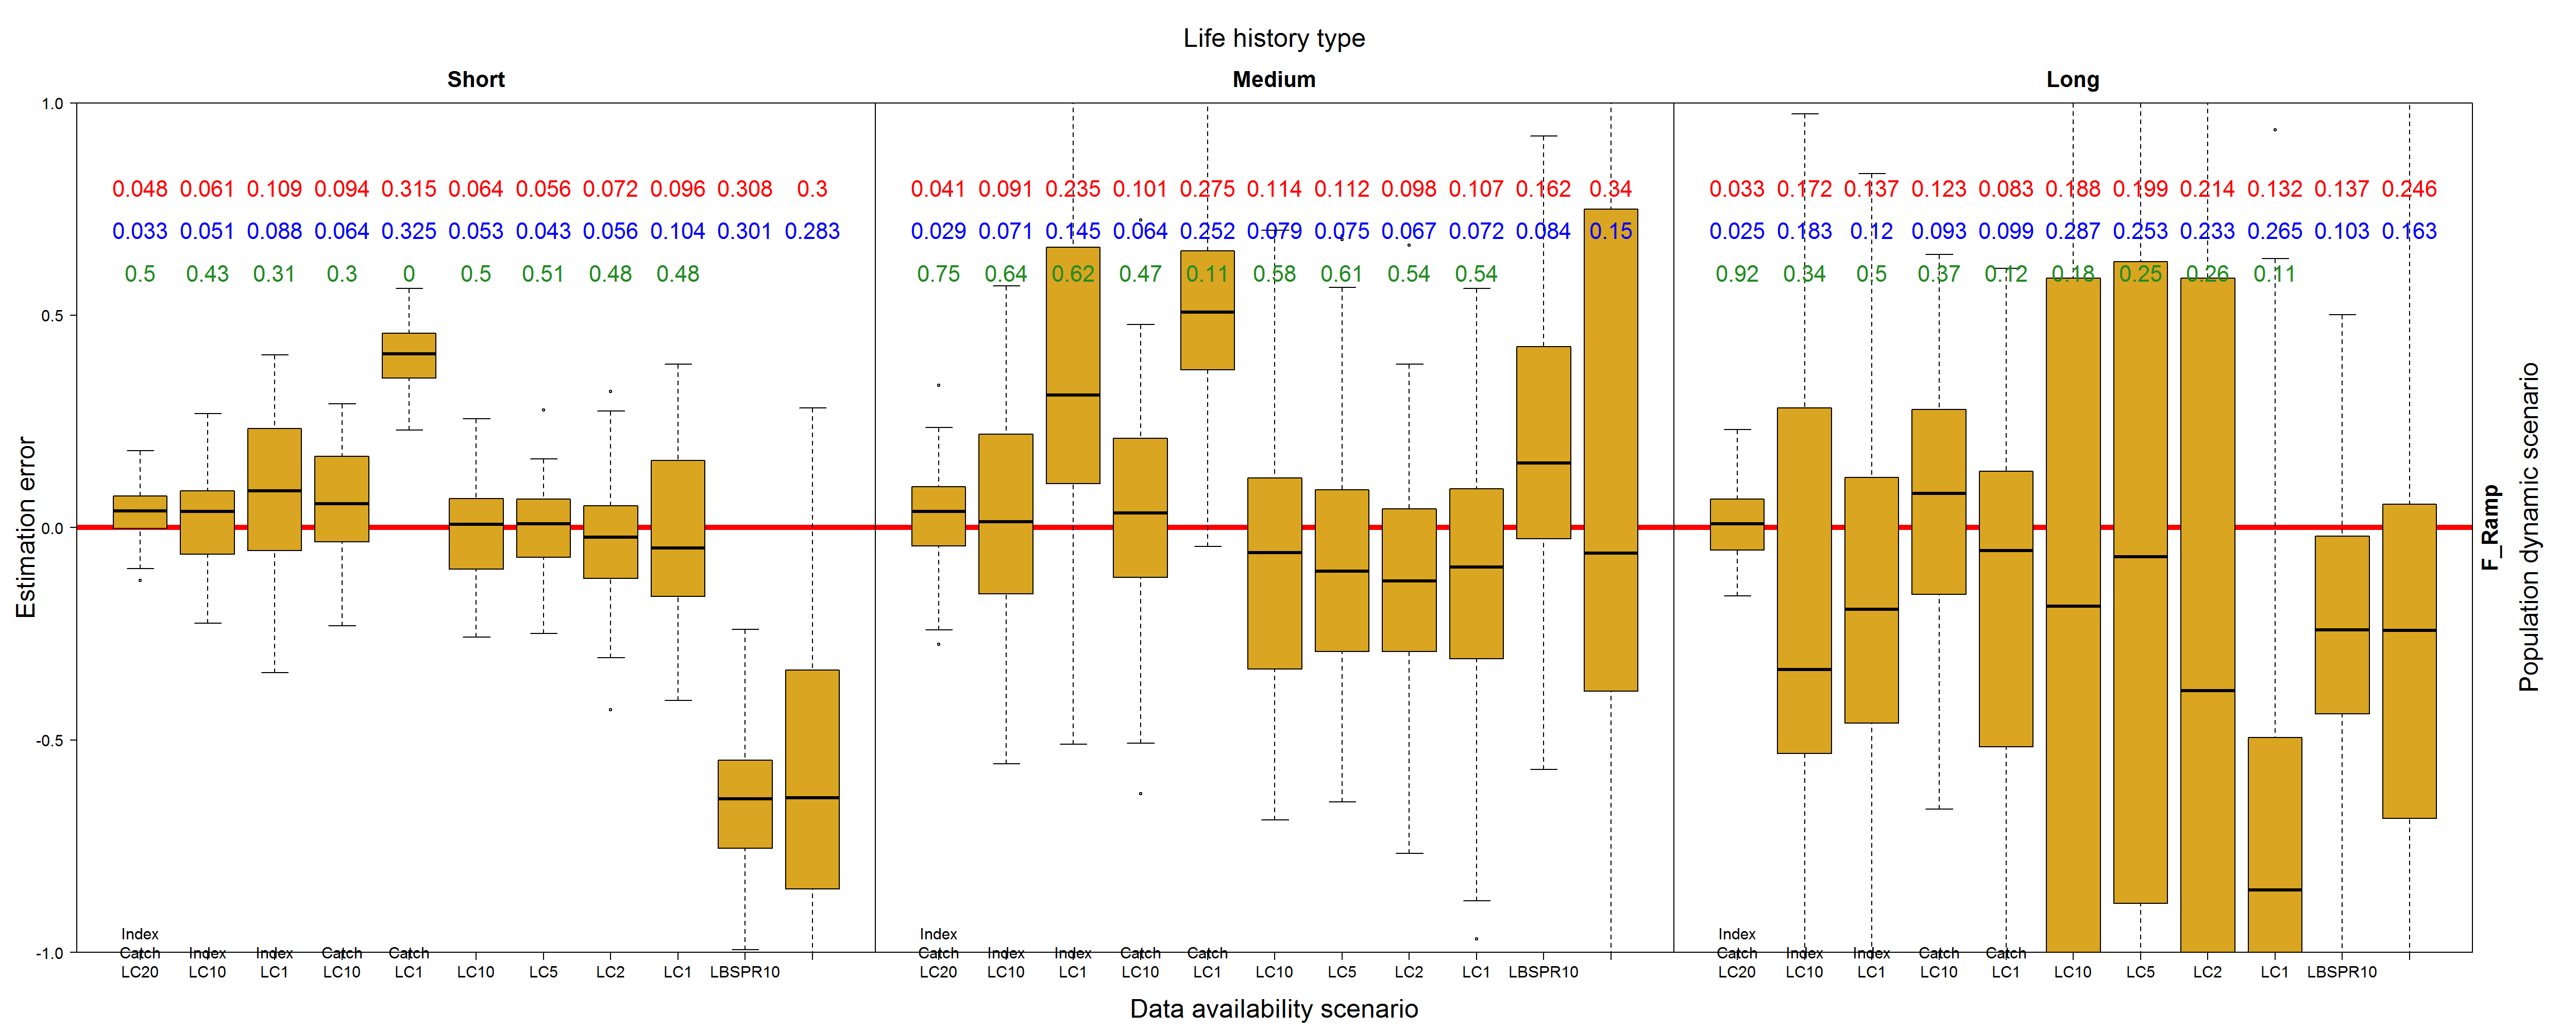 Life history type
Short Medium Long
1.0
0.048 0.061 0.109 0.094 0.315 0.064 0.056 0.072 0.096 0.308 0.3 0.041 0.091 0.235 0.101 0.275 0.114 0.112 0.098 0.107 0.162 0.34 0.033 0.172 0.137 0.123 0.083 0.188 0.199 0.214 0.132 0.137 0.246
0.033 0.051 0.088 0.064 0.325 0.053 0.043 0.056 0.104 0.301 0.283 0.029 0.071 0.145 0.064 0.252 0.079 0.075 0.067 0.072 0.084 0.15 0.025 0.183 0.12 0.093 0.099 0.287 0.253 0.233 0.265 0.103 0.163
0.5 0.43 0.31 0.3 0 0.5 0.51 0.48 0.48 0.75 0.64 0.62 0.47 0.11 0.58 0.61 0.54 0.54 0.92 0.34 0.5 0.37 0.12 0.18 0.25 0.26 0.11
0.5
0.0
-0.5
-1.0
Estimation error
F_Ramp
Population dynamic scenario
Index Index Index
Catch Index Index Catch Catch Catch Index Index Catch Catch Catch Index Index Catch Catch
LC20 LC10 LC1 LC10 LC1 LC10 LC5 LC2 LC1 LBSPR10 LC20 LC10 LC1 LC10 LC1 LC10 LC5 LC2 LC1 LBSPR10 LC20 LC10 LC1 LC10 LC1 LC10 LC5 LC2 LC1 LBSPR10
Data availability scenario